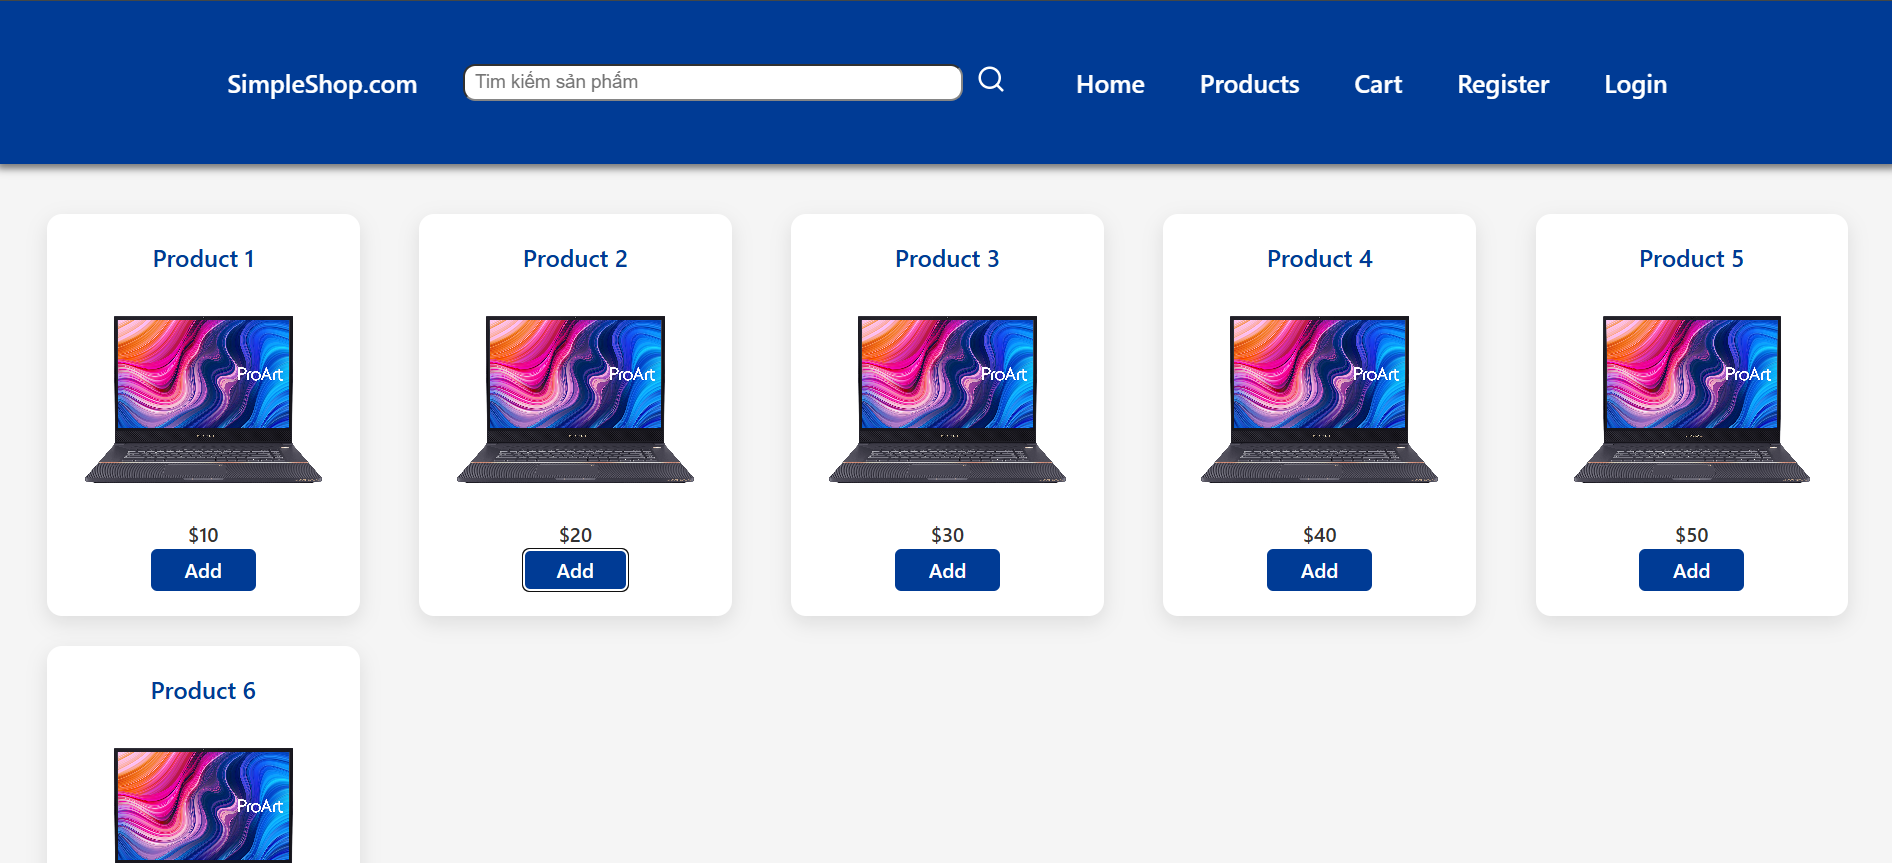 SimpleShop.com
Tim kiếm sản phẩm
Home
Products
Cart
Register
Login
Product 1
Product 2
Product 3
Product 4
Product 5
ProArt
ProArt
ProArt
ProArt
ProArt
$10
$20
$30
$40
$50
Add
Add
Add
Add
Add
Product 6
ProArt